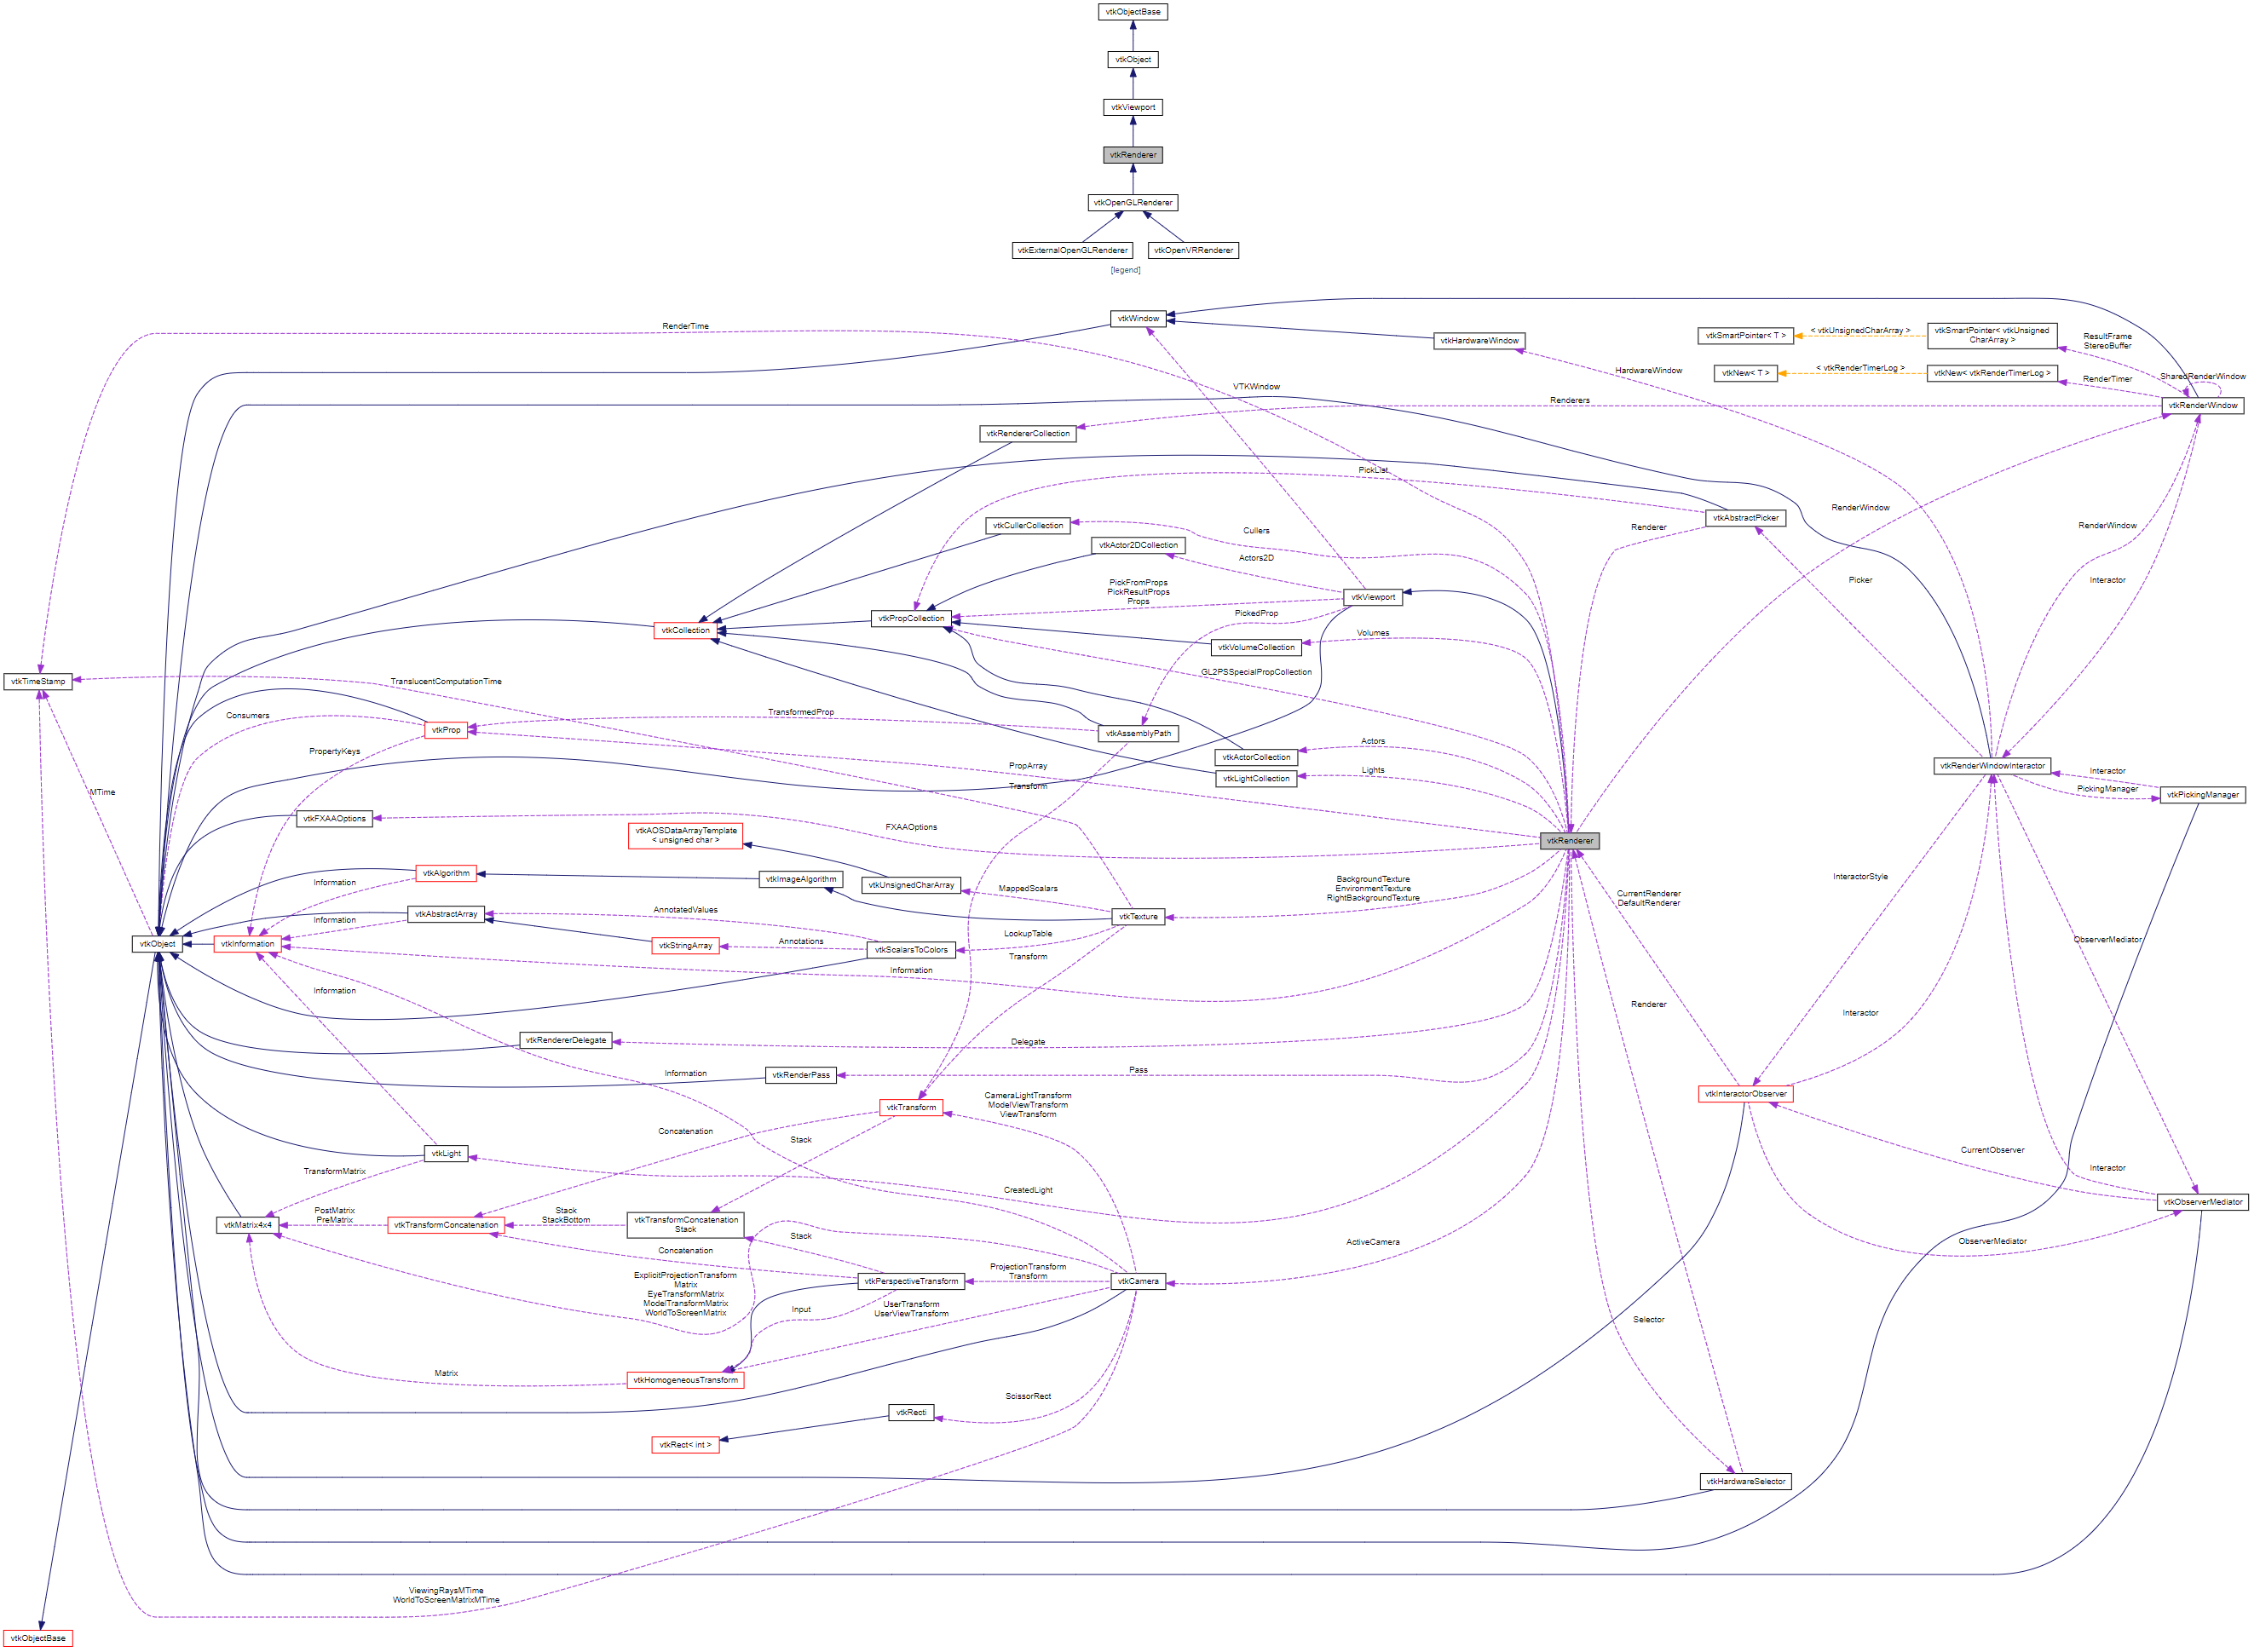 vtkObjectBase
vtkObject
vtkViewport
vtkRenderer
vtkOpenGLRenderer
vtkExternalOpenGLRenderer
vtkOpenVRRenderer
[legend]
vtkWindow
RenderTime
vtkHardwareWindow
vtkSmartPointer< T >
< vtkUnsignedCharArray >
vtkSmartPointer< vtkUnsigned
CharArray >
ResultFrame
StereoBuffer
HardwareWindow
vtkNew< T >
< vtkRenderTimerLog >
vtkNew< vtkRenderTimerLog >
RenderTimer
SharedRenderWindow
VTKWindow
Renderers
vtkRenderWindow
vtkRendererCollection
PickList
RenderWindow
vtkAbstractPicker
vtkCullerCollection
Cullers
Renderer
RenderWindow
vtkActor2DCollection
Actors2D
PickFromProps
PickResultProps
Props
Picker
Interactor
vtkViewport
PickedProp
vtkPropCollection
vtkCollection
vtkVolumeCollection
Volumes
GL2PSSpecialPropCollection
vtkTimeStamp
TranslucentComputationTime
Consumers
TransformedProp
vtkProp
vtkAssemblyPath
PropertyKeys
vtkActorCollection
Actors
PropArray
vtkLightCollection
Lights
Transform
vtkRenderWindowInteractor
Interactor
PickingManager
vtkPickingManager
MTime
vtkFXAAOptions
FXAAOptions
vtkAOSDataArrayTemplate
< unsigned char >
vtkRenderer
vtkAlgorithm
vtkImageAlgorithm
vtkUnsignedCharArray
MappedScalars
BackgroundTexture
EnvironmentTexture
RightBackgroundTexture
InteractorStyle
CurrentRenderer
DefaultRenderer
Information
vtkAbstractArray
AnnotatedValues
vtkTexture
Information
LookupTable
ObserverMediator
vtkObject
vtkInformation
vtkStringArray
Annotations
vtkScalarsToColors
Transform
Information
Information
Renderer
Interactor
vtkRendererDelegate
Delegate
Information
vtkRenderPass
Pass
vtkInteractorObserver
vtkTransform
CameraLightTransform
ModelViewTransform
ViewTransform
Concatenation
Stack
vtkLight
CurrentObserver
TransformMatrix
CreatedLight
Interactor
vtkObserverMediator
vtkMatrix4x4
PostMatrix
PreMatrix
vtkTransformConcatenation
Stack
StackBottom
vtkTransformConcatenation
Stack
ActiveCamera
ObserverMediator
Concatenation
Stack
ExplicitProjectionTransform
Matrix
EyeTransformMatrix
ModelTransformMatrix
WorldToScreenMatrix
vtkPerspectiveTransform
ProjectionTransform
Transform
vtkCamera
Input
UserTransform
UserViewTransform
Selector
Matrix
vtkHomogeneousTransform
ScissorRect
vtkRecti
vtkRect< int >
vtkHardwareSelector
ViewingRaysMTime
WorldToScreenMatrixMTime
vtkObjectBase